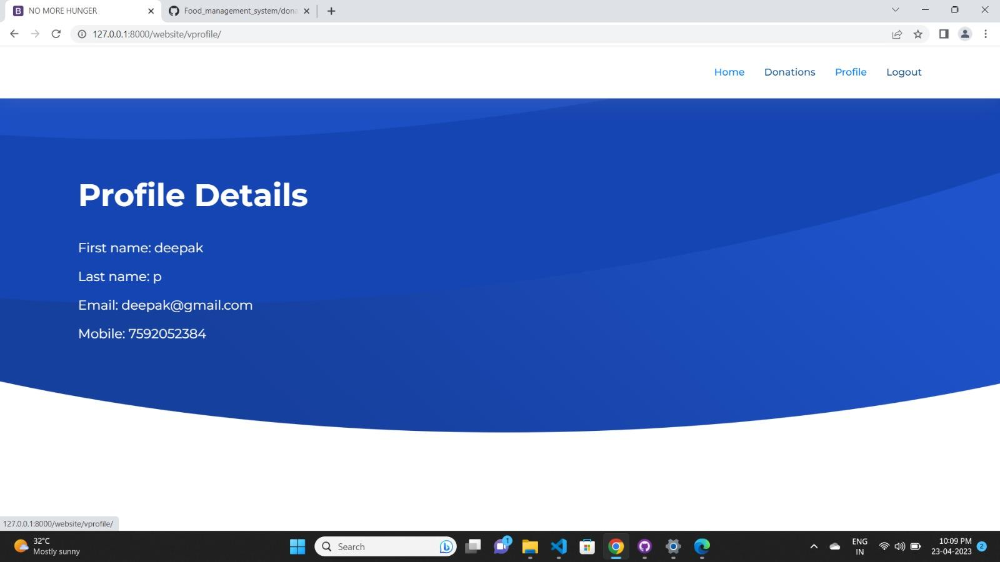 NO MORE HUNGER
Food_management_system/dona
127.0.0.1:8000/website/vprofile/
Home Donations Profile Logout
Profile Details
First name: deepak
Last name: p
Email: deepak@gmail.com
Mobile: 7592052384
127.0.0.1:8000/website/vprofile/
32°C
Mostly sunny
Search
1
ENG
IN
10:09 PM
23-04-2023
2